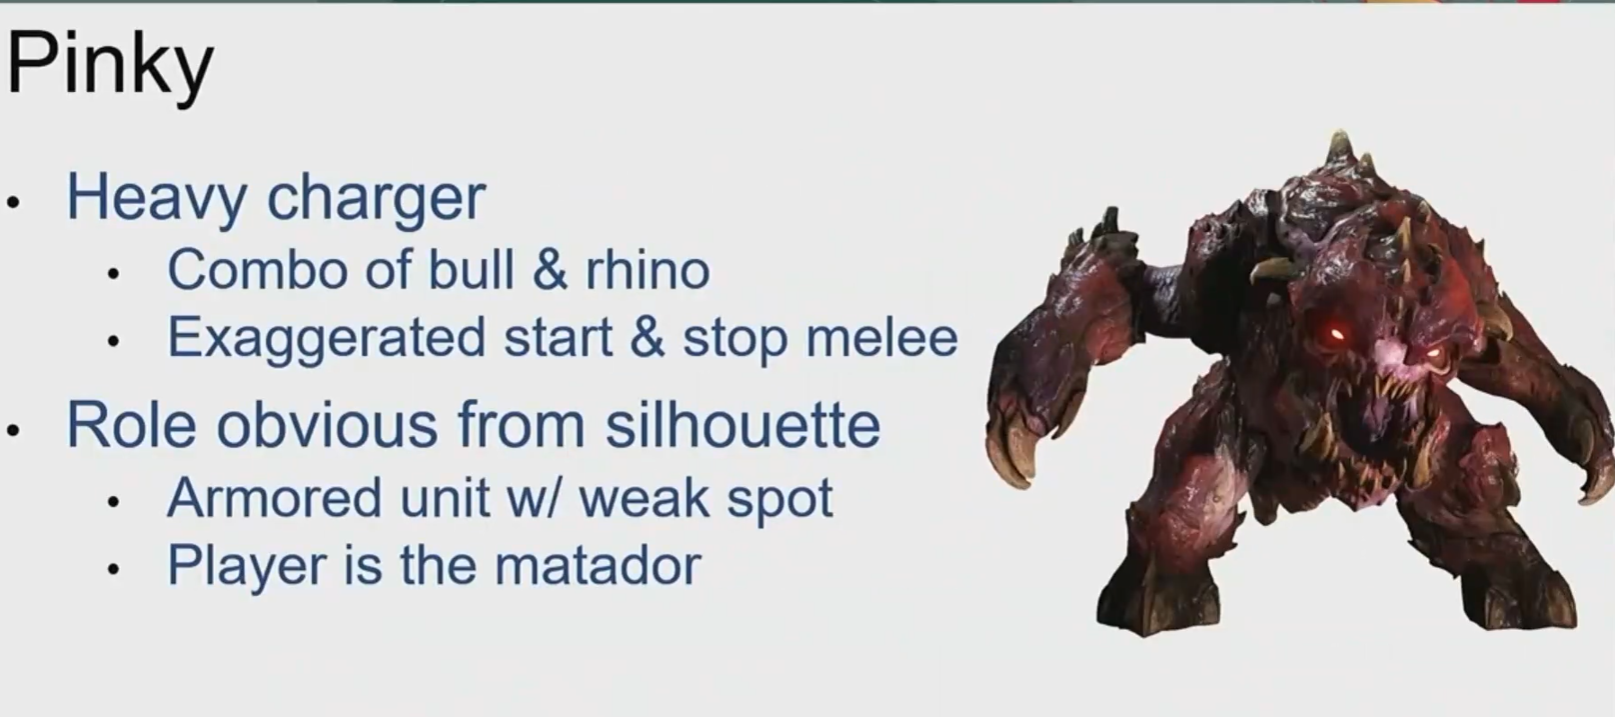 Pinky
• Heavy charger
• Combo of bull & rhino
• Exaggerated start & stop melee
• Role obvious from silhouette
• Armored unit w/ weak spot
• Player is the matador